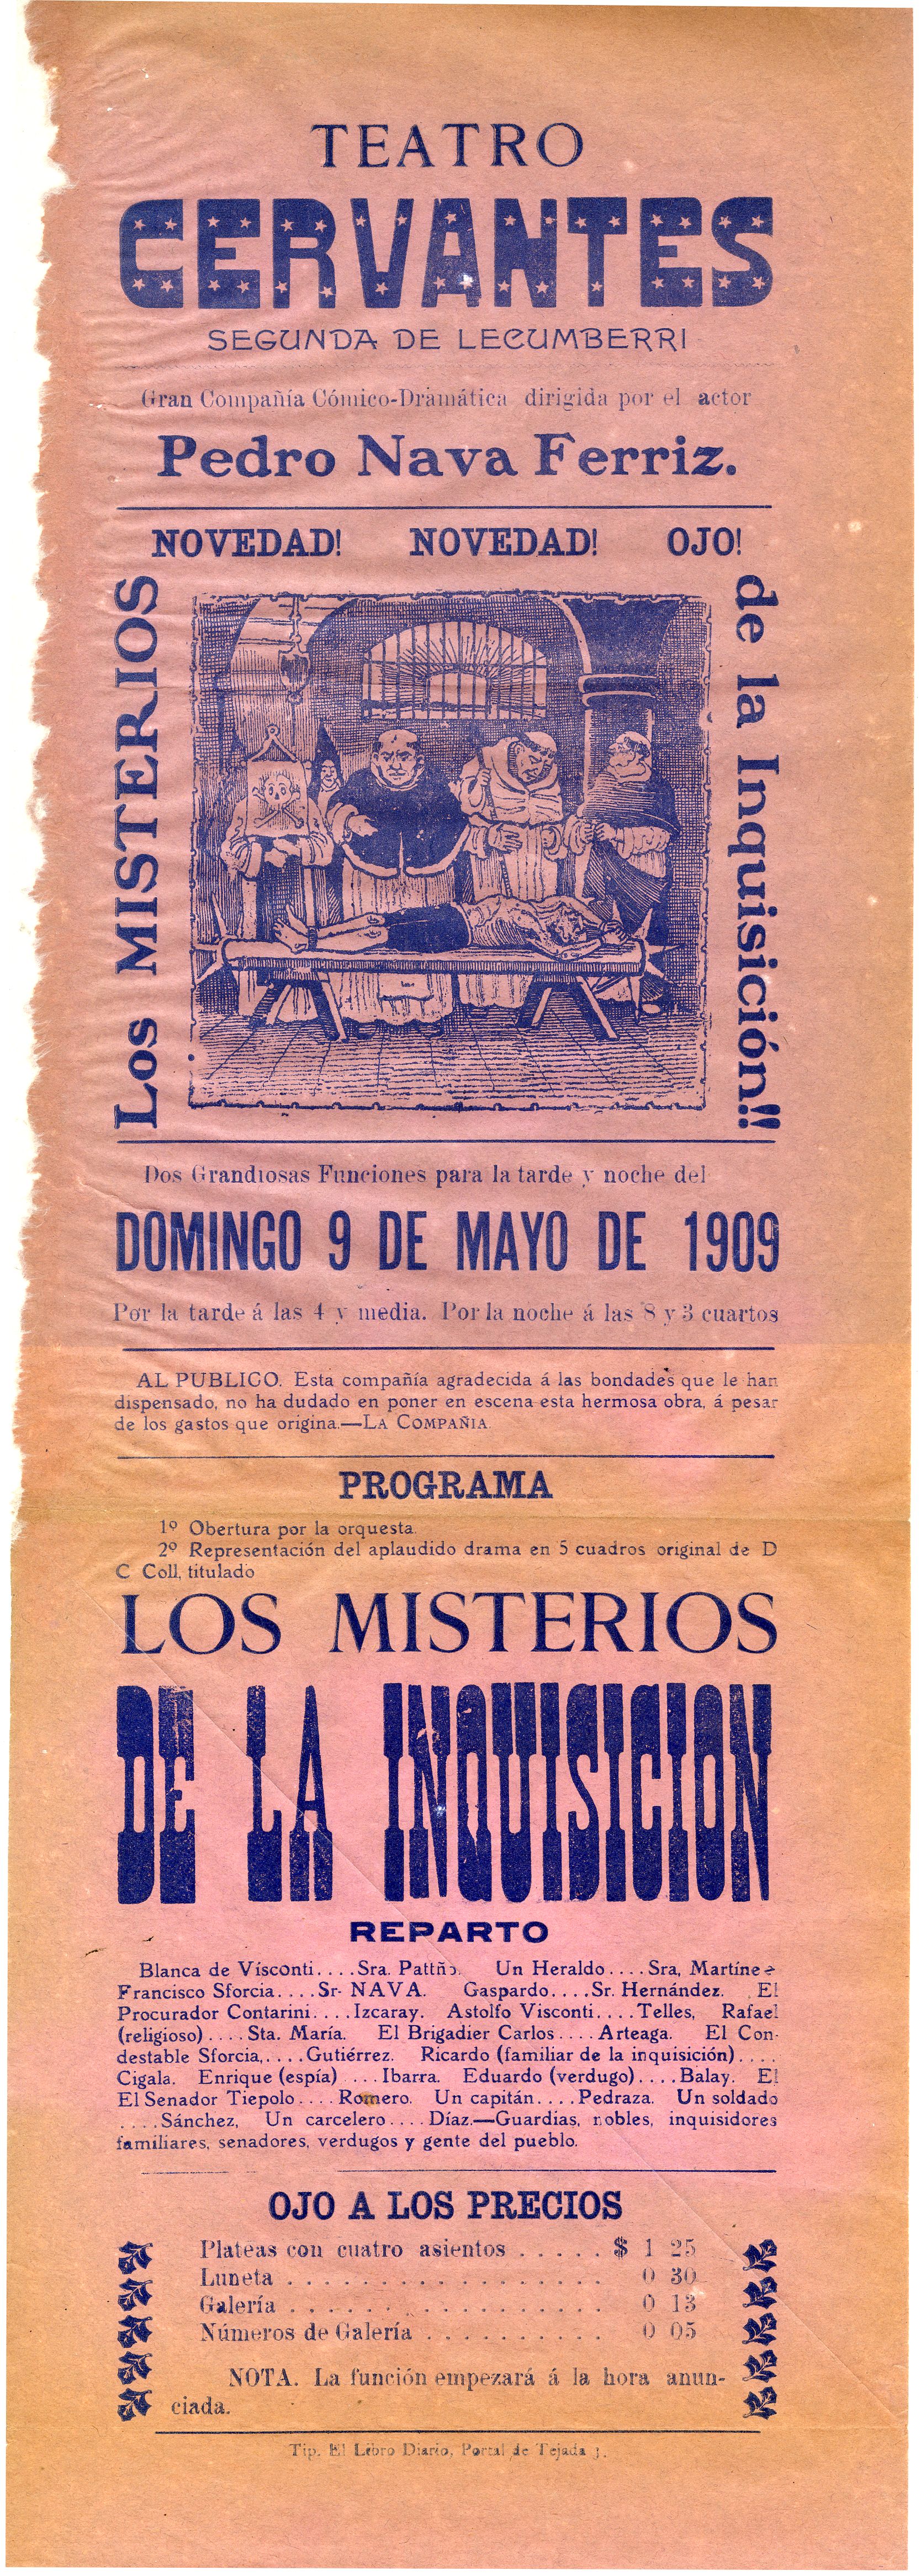 TEATRO
CERVANTES
SEGUNDA DE LECUMBERRI
Gran Compañía Cómico-Dramática dirigida por el actor
Pedro Nava Ferriz.
NOVEDAD! NOVEDAD! OJO!
Los MISTERIOS
de la Inquisición!!
Dos Grandiosas Funciones para la tarde y noche del
DOMINGO 9 DE MAYO DE 1909
Por la tarde á las 4 y media. Por la noche á las 8 y 3 cuartos
AL PUBLICO. Esta compañía agradecida á las bondades que le han
dispensado, no ha dudado en poner en escena esta hermosa obra, á pesar
de los gastos que origina.—LA COMPAÑIA.
PROGRAMA
1º Obertura por la orquesta.
2º Representación del aplaudido drama en 5 cuadros original de D
C Coll, titulado
LOS MISTERIOS
DE LA INQUISICION
REPARTO
Blanca de Vísconti....Sra. Pattño. Un Heraldo....Sra, Martínez
Francisco Sforcia....Sr- NAVA. Gaspardo....Sr. Hernández. El
Procurador Contarini....Izcaray. Astolfo Visconti....Telles, Rafael
(religioso)....Sta. María. El Brigadier Carlos....Arteaga. El Con-
destable Sforcia,....Gutiérrez. Ricardo (familiar de la inquisición)....
Cigala. Enrique (espía)....Ibarra. Eduardo (verdugo)....Balay. El
El Senador Tiepolo....Romero. Un capitán....Pedraza. Un soldado
....Sánchez, Un carcelero....Díaz.—Guardias, nobles, inquisidores
familiares, senadores, verdugos y gente del pueblo.
OJO A LOS PRECIOS
Plateas con cuatro asientos . . . . . $ 1 25
Luneta . . . . . . . . . . . . . . . . . 0 30
Galería . . . . . . . . . . . . . . . . . 0 13
Números de Galería . . . . . . . . . . 0 05
NOTA. La función empezará á la hora anun-
ciada.
Tip. El Libro Diario, Portal de Tejada